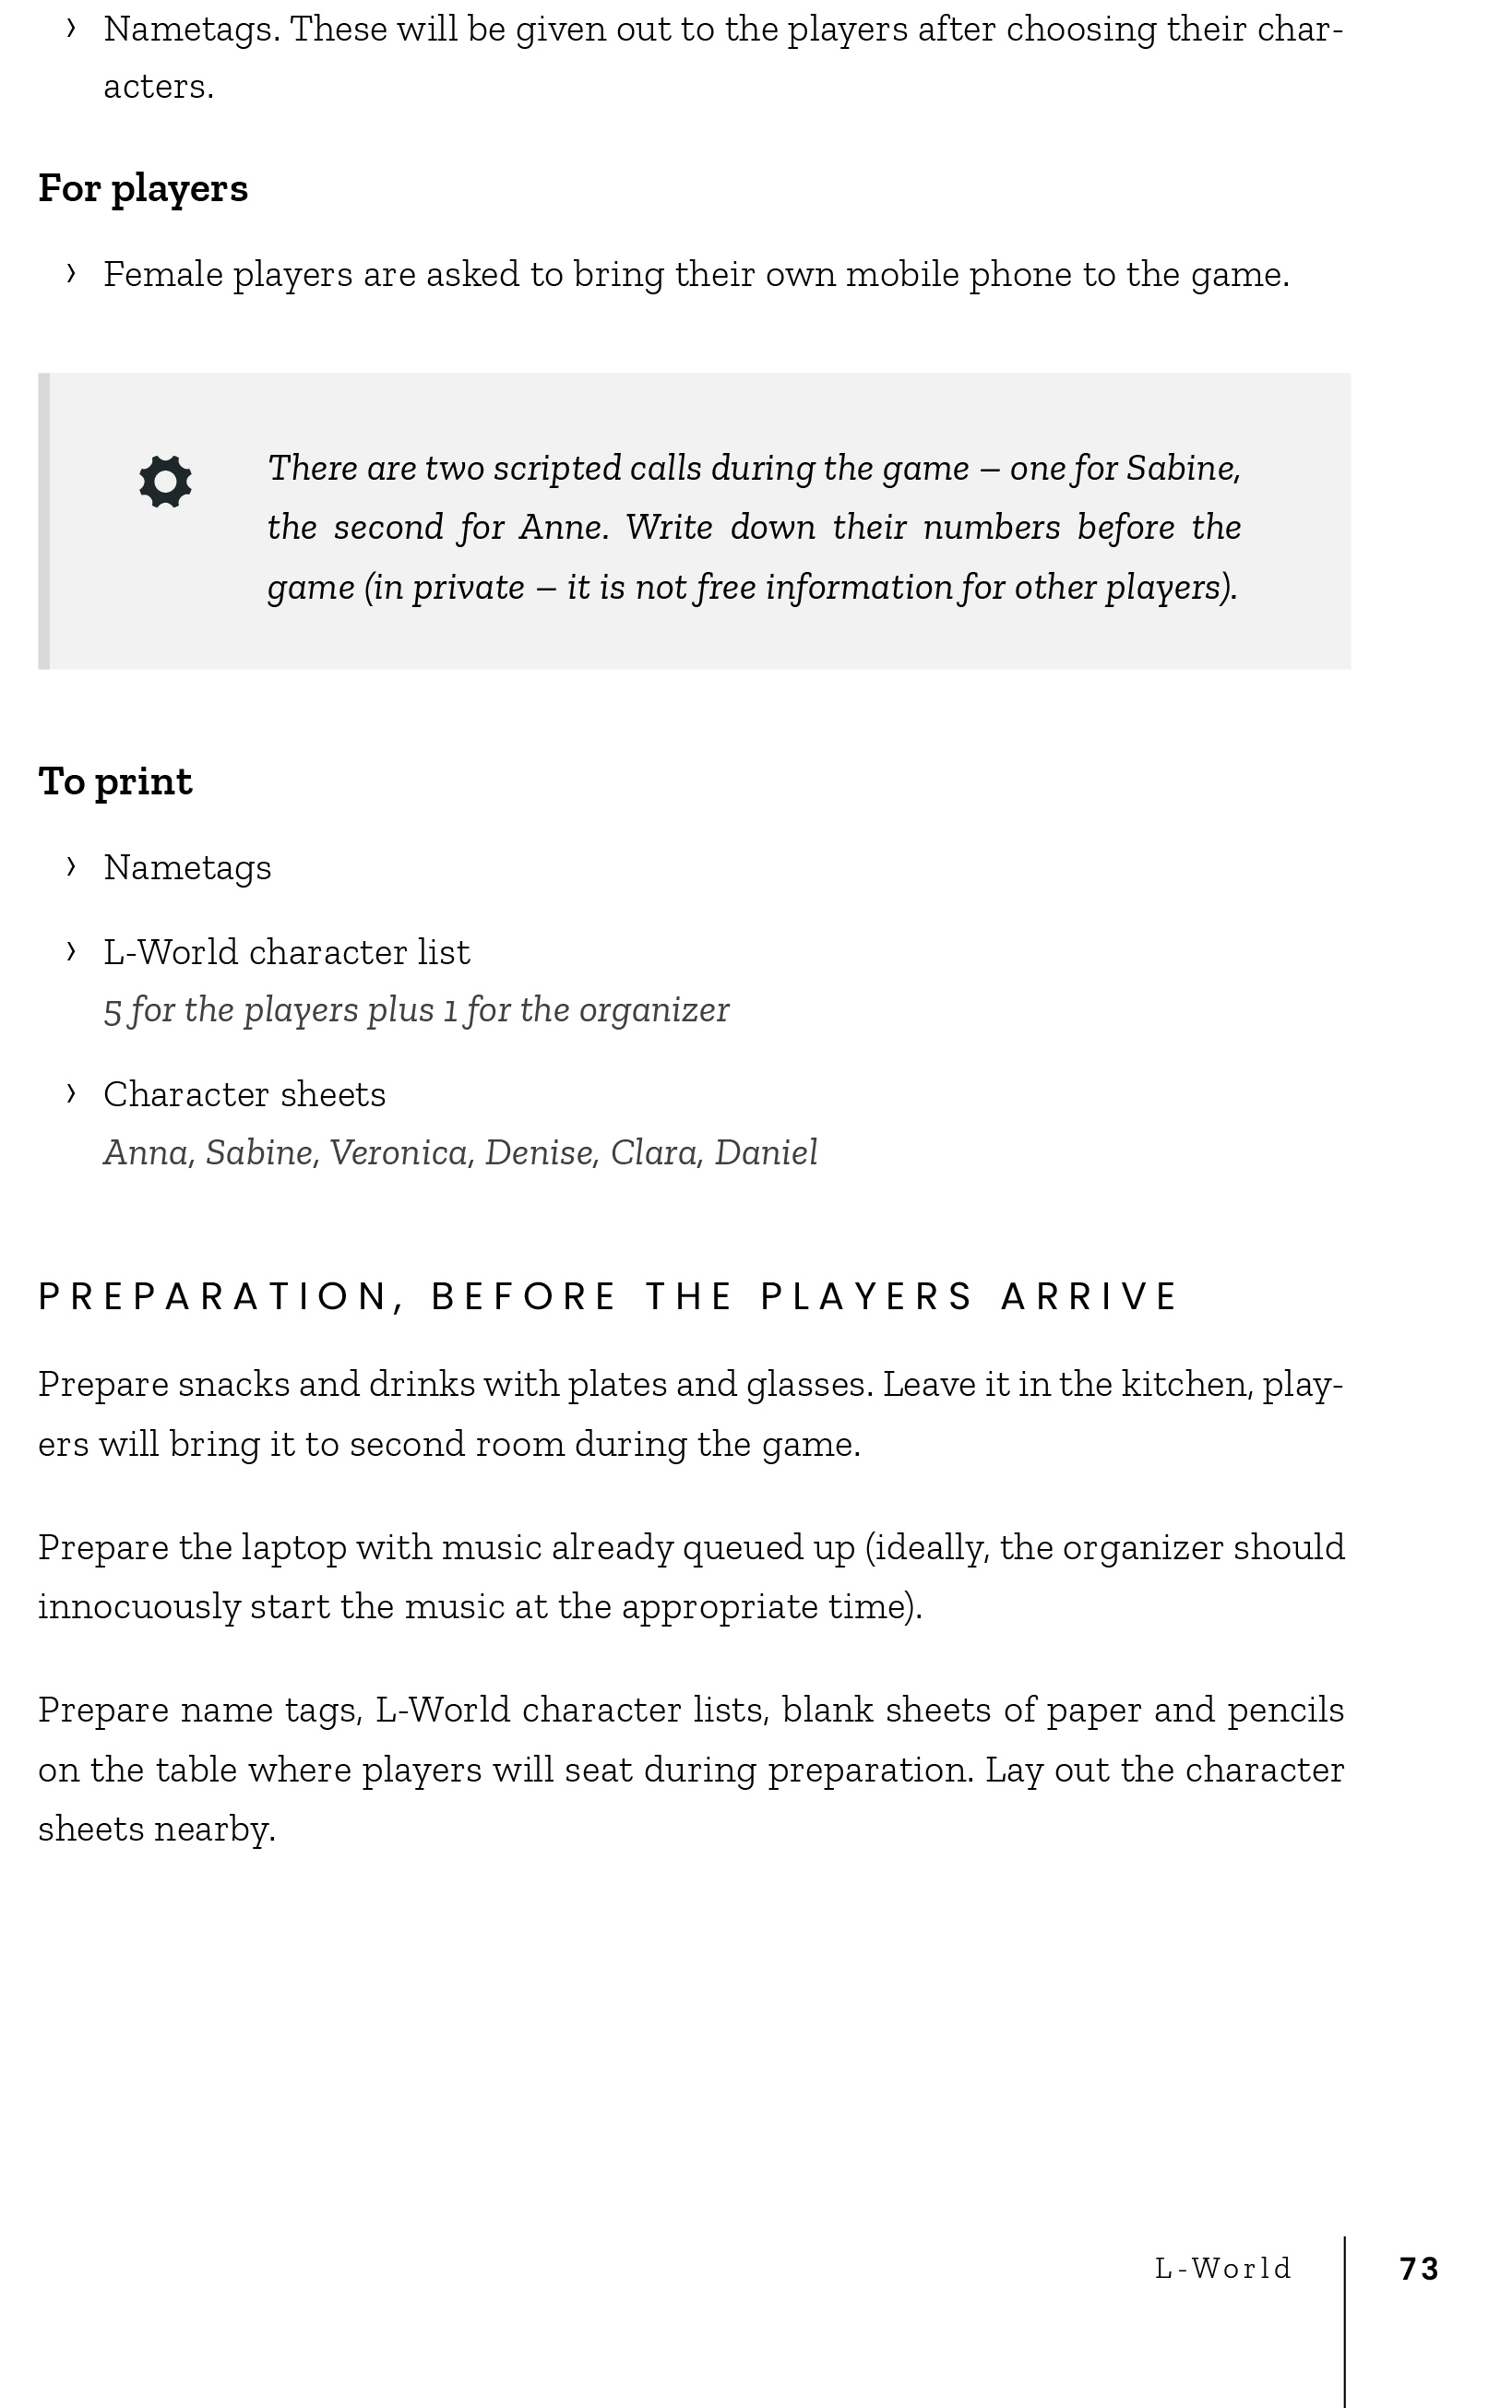 › Nametags. These will be given out to the players after choosing their char-
acters.
For players
› Female players are asked to bring their own mobile phone to the game.
There are two scripted calls during the game – one for Sabine,
the second for Anne. Write down their numbers before the
game (in private – it is not free information for other players).
To print
› Nametags
› L-World character list
5 for the players plus 1 for the organizer
› Character sheets
Anna, Sabine, Veronica, Denise, Clara, Daniel
PREPARATION, BEFORE THE PLAYERS ARRIVE
Prepare snacks and drinks with plates and glasses. Leave it in the kitchen, play-
ers will bring it to second room during the game.
Prepare the laptop with music already queued up (ideally, the organizer should
innocuously start the music at the appropriate time).
Prepare name tags, L-World character lists, blank sheets of paper and pencils
on the table where players will seat during preparation. Lay out the character
sheets nearby.
L-World 73